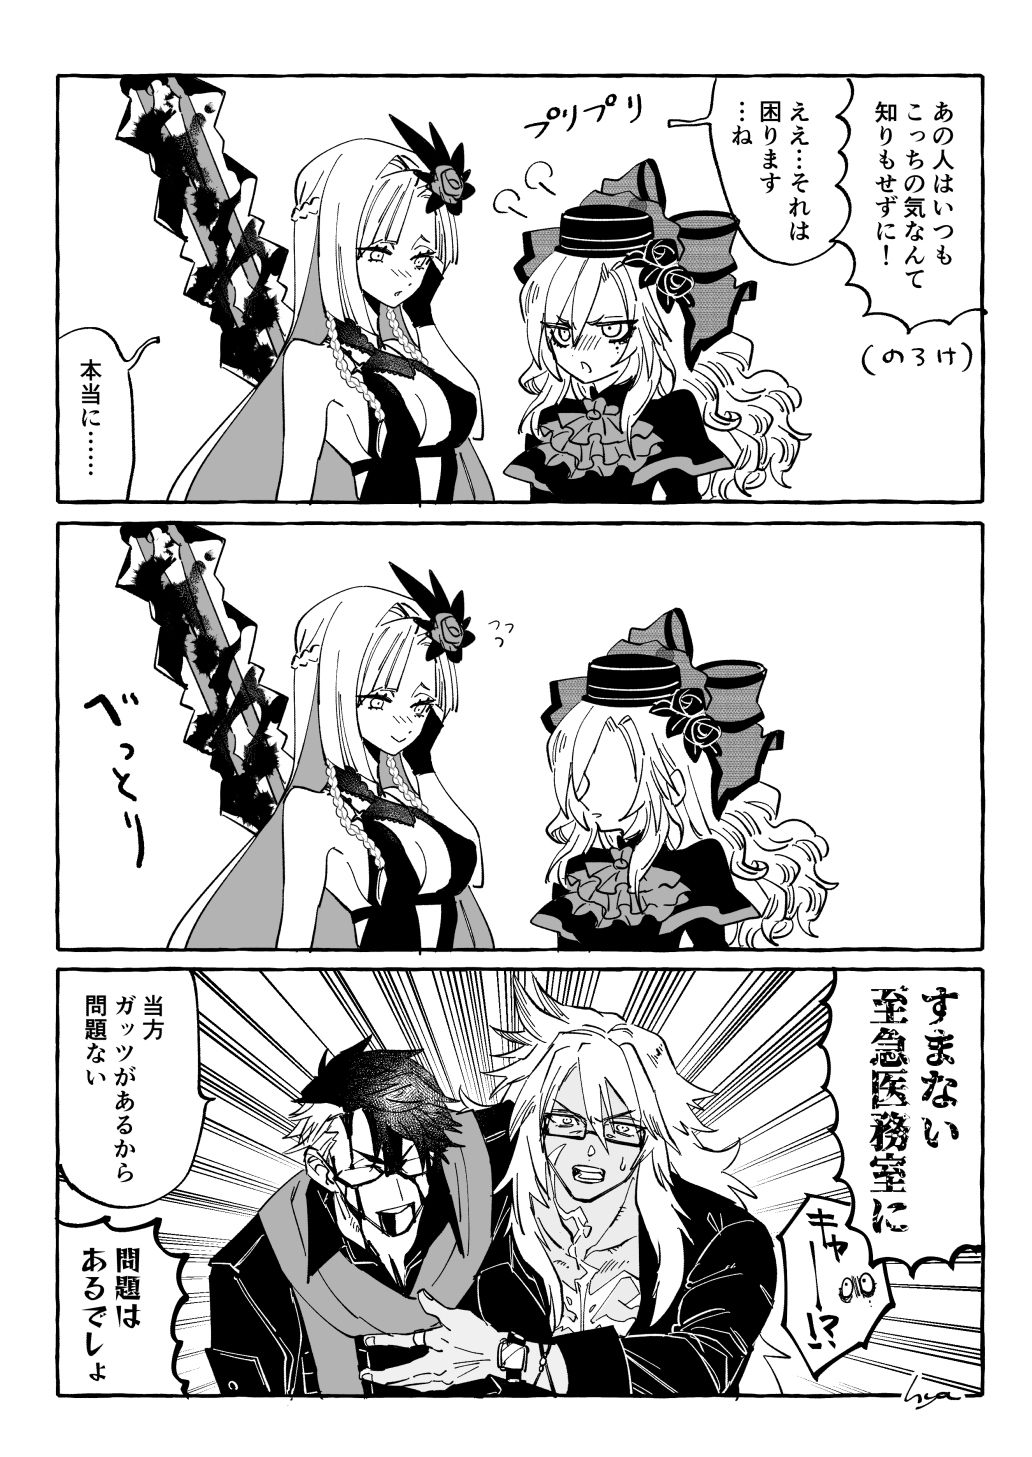 あの人はいつも
こっちの気なんて
知りもせずに！
(のろけ)
ええ…それは
困ります
…ね
プリプリ
本当に……
べっとり
すまない
至急医務室に
キャー!?
当方
ガッツがあるから
問題ない
問題は
あるでしょ